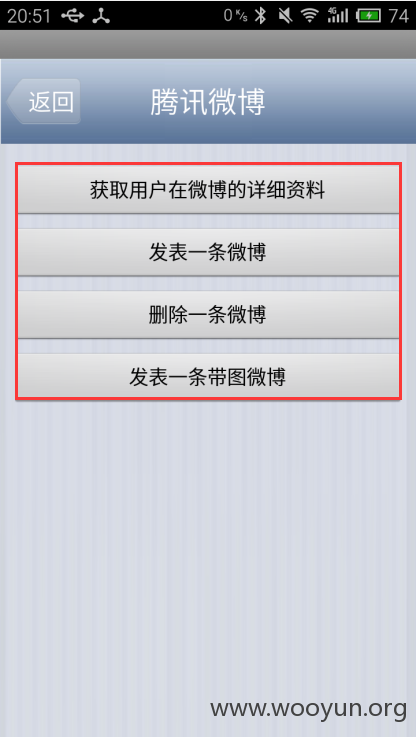 20:51
0 K/s
4G
74
返回
腾讯微博
获取用户在微博的详细资料
发表一条微博
删除一条微博
发表一条带图微博
www.wooyun.org